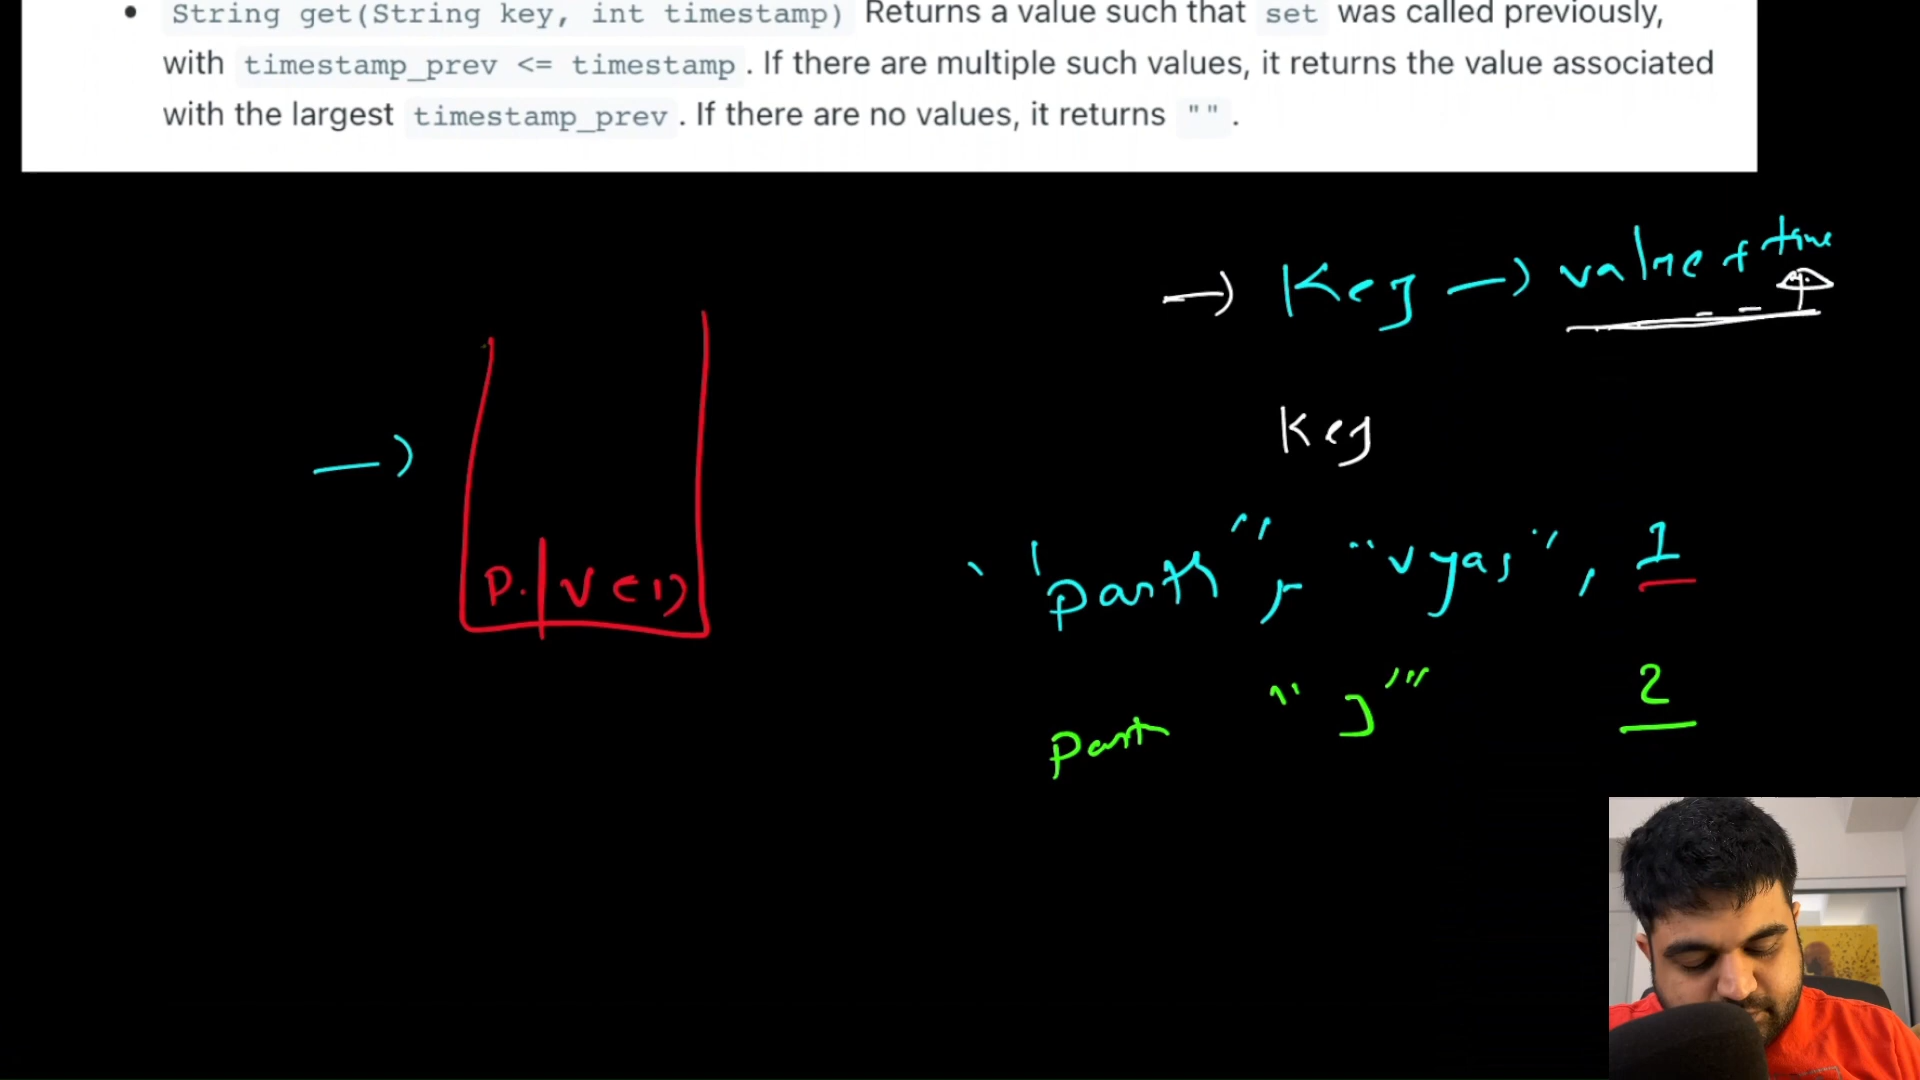 String get(String key, int timestamp) Returns a value such that set was called previously,
with timestamp_prev <= timestamp. If there are multiple such values, it returns the value associated
with the largest timestamp_prev. If there are no values, it returns "".
→ Key → value + time
Key
"parth", "vyas", 1
parth "J" 2
→
P. | V (1)